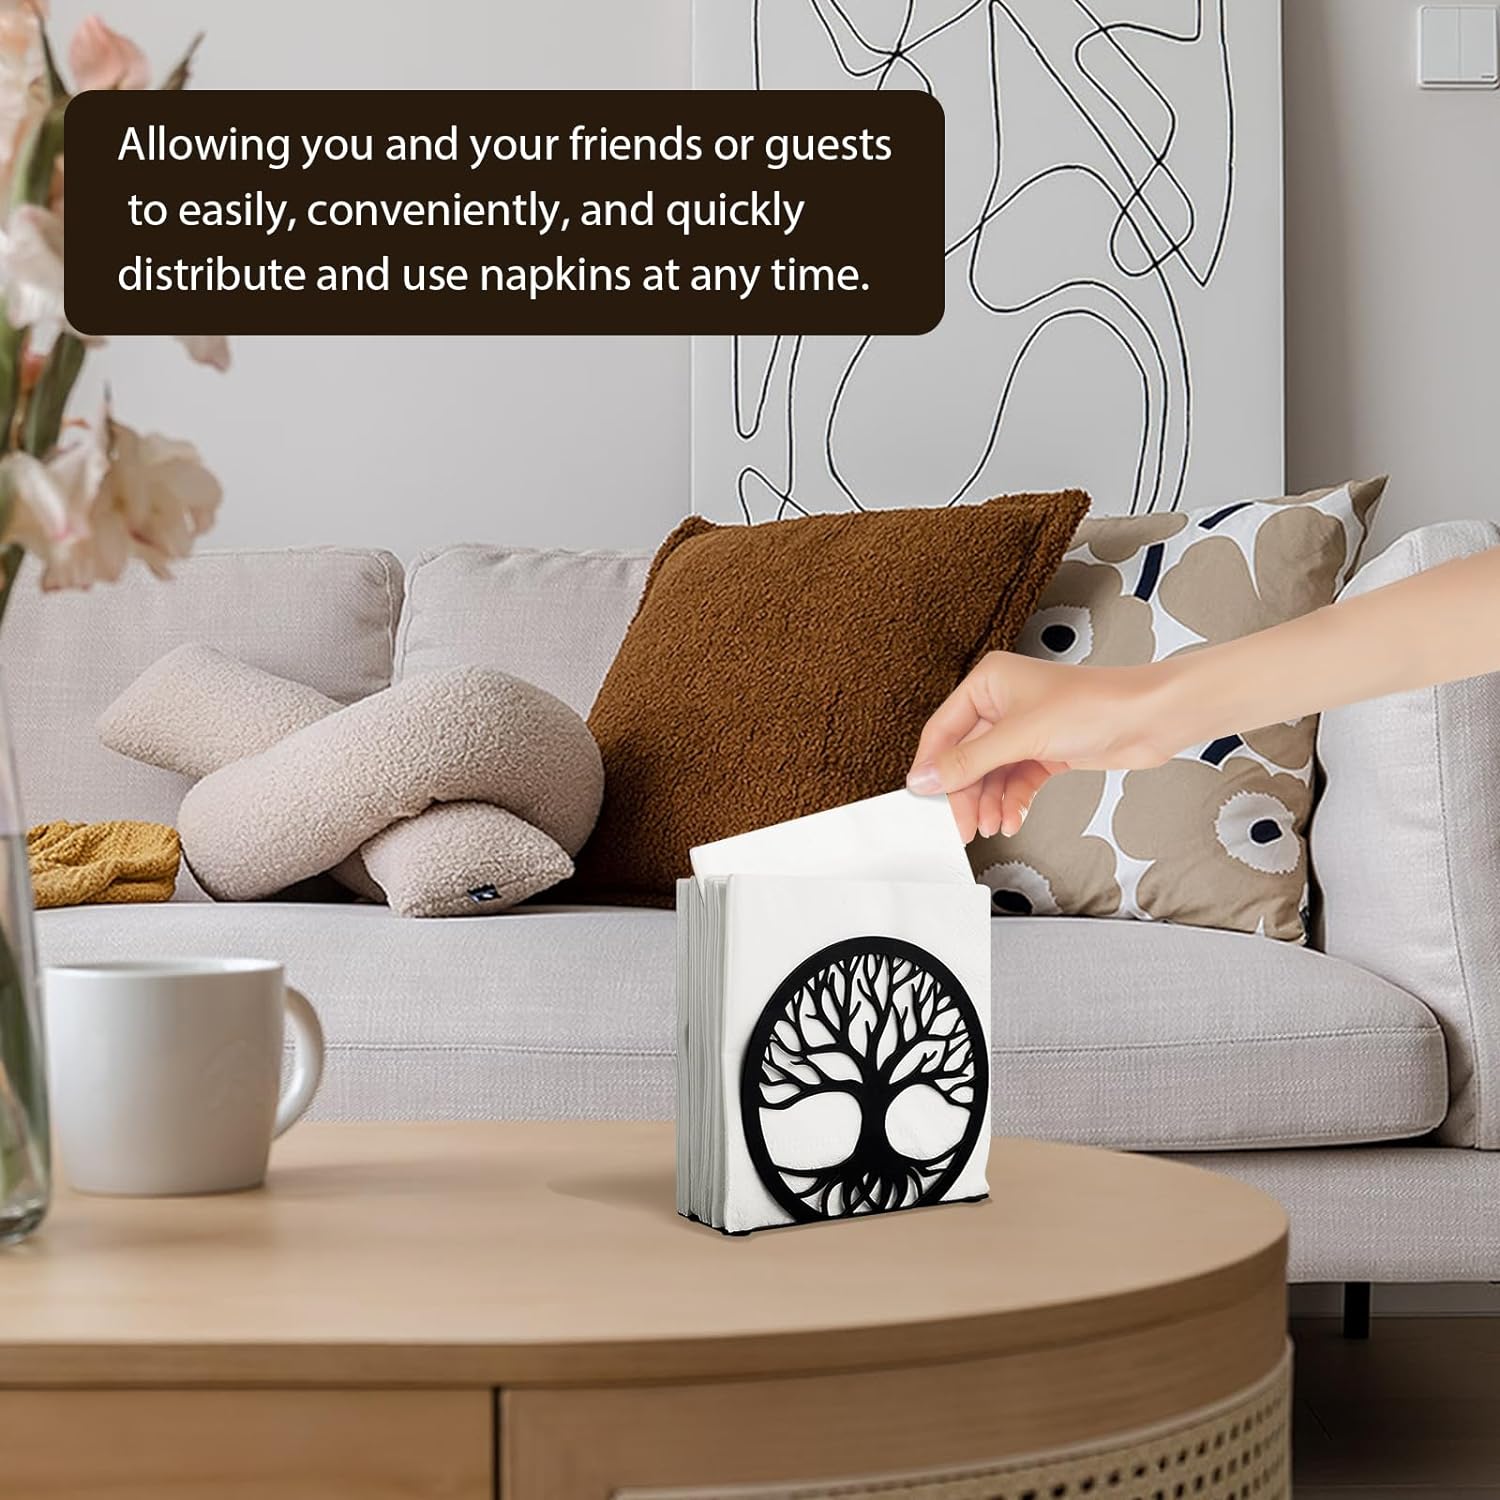 Allowing you and your friends or guests
to easily, conveniently, and quickly
distribute and use napkins at any time.